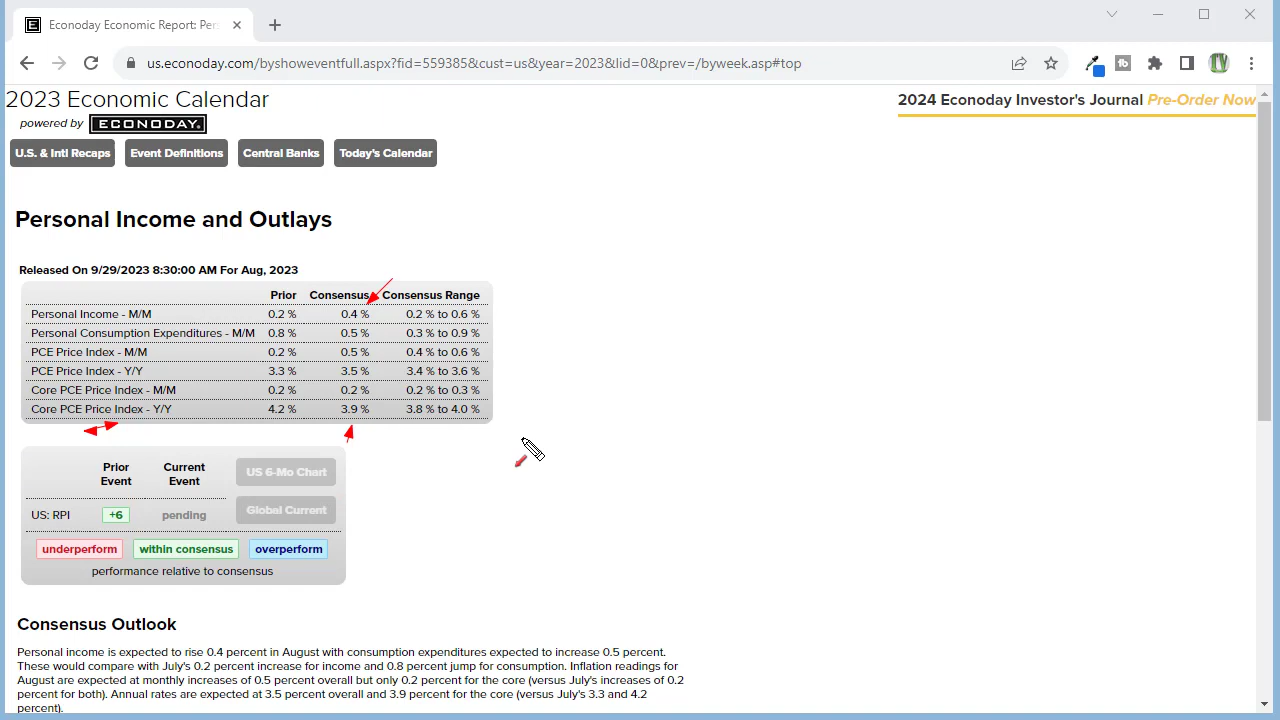 Econoday Economic Report: Per
us.econoday.com/byshoweventfull.aspx?fid=559385&cust=us&year=2023&lid=0&prev=/byweek.asp#top
2023 Economic Calendar
2024 Econoday Investor's Journal Pre-Order Now
powered by ECONODAY
U.S. & Intl Recaps Event Definitions Central Banks Today's Calendar
Personal Income and Outlays
Released On 9/29/2023 8:30:00 AM For Aug, 2023
Prior Consensus Consensus Range
Personal Income - M/M 0.2 % 0.4 % 0.2 % to 0.6 %
Personal Consumption Expenditures - M/M 0.8 % 0.5 % 0.3 % to 0.9 %
PCE Price Index - M/M 0.2 % 0.5 % 0.4 % to 0.6 %
PCE Price Index - Y/Y 3.3 % 3.5 % 3.4 % to 3.6 %
Core PCE Price Index - M/M 0.2 % 0.2 % 0.2 % to 0.3 %
Core PCE Price Index - Y/Y 4.2 % 3.9 % 3.8 % to 4.0 %
Prior Event Current Event US 6-Mo Chart
US: RPI +6 pending Global Current
underperform within consensus overperform
performance relative to consensus
Consensus Outlook
Personal income is expected to rise 0.4 percent in August with consumption expenditures expected to increase 0.5 percent.
These would compare with July's 0.2 percent increase for income and 0.8 percent jump for consumption. Inflation readings for
August are expected at monthly increases of 0.5 percent overall but only 0.2 percent for the core (versus July's increases of 0.2
percent for both). Annual rates are expected at 3.5 percent overall and 3.9 percent for the core (versus July's 3.3 and 4.2
percent).